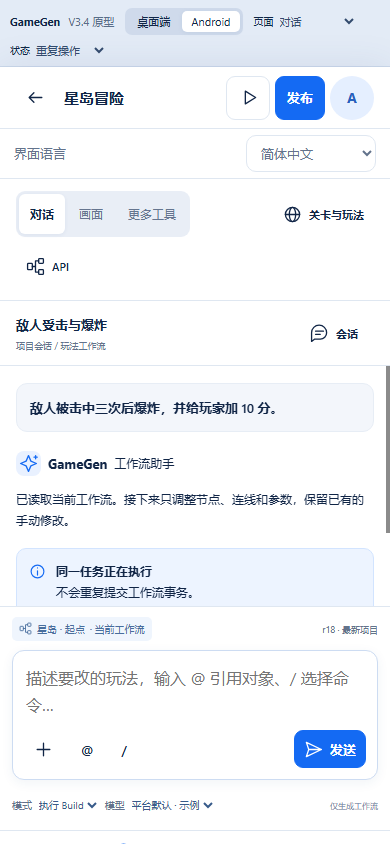 GameGen V3.4 原型 桌面端 Android 页面 对话
状态 重复操作
星岛冒险 发布 A
界面语言 简体中文
对话 画面 更多工具 关卡与玩法
API
敌人受击与爆炸
项目会话 / 玩法工作流 会话
敌人被击中三次后爆炸，并给玩家加 10 分。
GameGen 工作流助手
已读取当前工作流。接下来只调整节点、连线和参数，保留已有的
手动修改。
同一任务正在执行
不会重复提交工作流事务。
星岛 · 起点 · 当前工作流 r18 · 最新项目
描述要改的玩法，输入 @ 引用对象、/ 选择命
令...
@ / 发送
模式 执行 Build 模型 平台默认 · 示例 仅生成工作流